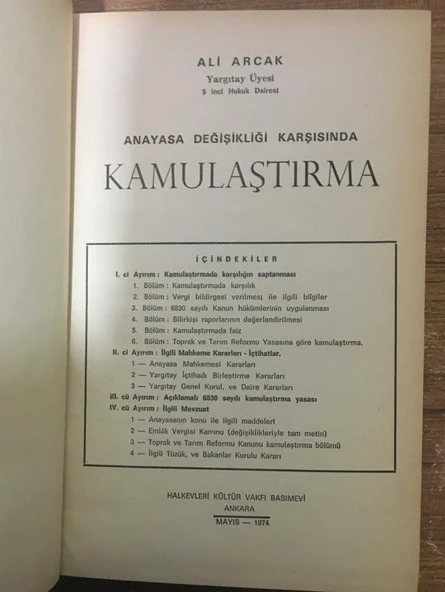 ALİ ARCAK
Yargıtay Üyesi
5 inci Hukuk Dairesi
ANAYASA DEĞİŞİKLİĞİ KARŞISINDA
KAMULAŞTIRMA
İÇİNDEKİLER
I. ci Ayırım : Kamulaştırmada karşılığın saptanması
1. Bölüm : Kamulaştırmada karşılık
2. Bölüm : Vergi bildirgesi verilmesi ile ilgili bilgiler
3. Bölüm : 6830 sayılı Kanun hükümlerinin uygulanması
4. Bölüm : Bilirkişi raporlarının değerlendirilmesi
5. Bölüm : Kamulaştırmada faiz
6. Bölüm : Toprak ve Tarım Reformu Yasasına göre kamulaştırma.
II. ci Ayırım : İlgili Mahkeme Kararları - İçtihatlar.
1 — Anayasa Mahkemesi Kararları
2 — Yargıtay İçtihadı Birleştirme Kararları
3 — Yargıtay Genel Kurul, ve Daire Kararları
III. cü Ayırım : Açıklamalı 6830 sayılı kamulaştırma yasası
IV. cü Ayırım : İlgili Mevzuat
1 — Anayasanın konu ile ilgili maddeleri
2 — Emlâk Vergisi Kanunu (değişiklikleriyle tam metin)
3 — Toprak ve Tarım Reformu Kanunu kamulaştırma bölümü
4 — İlgili Tüzük, ve Bakanlar Kurulu Kararı
HALKEVLERİ KÜLTÜR VAKFI BASIMEVİ
ANKARA
MAYIS — 1974